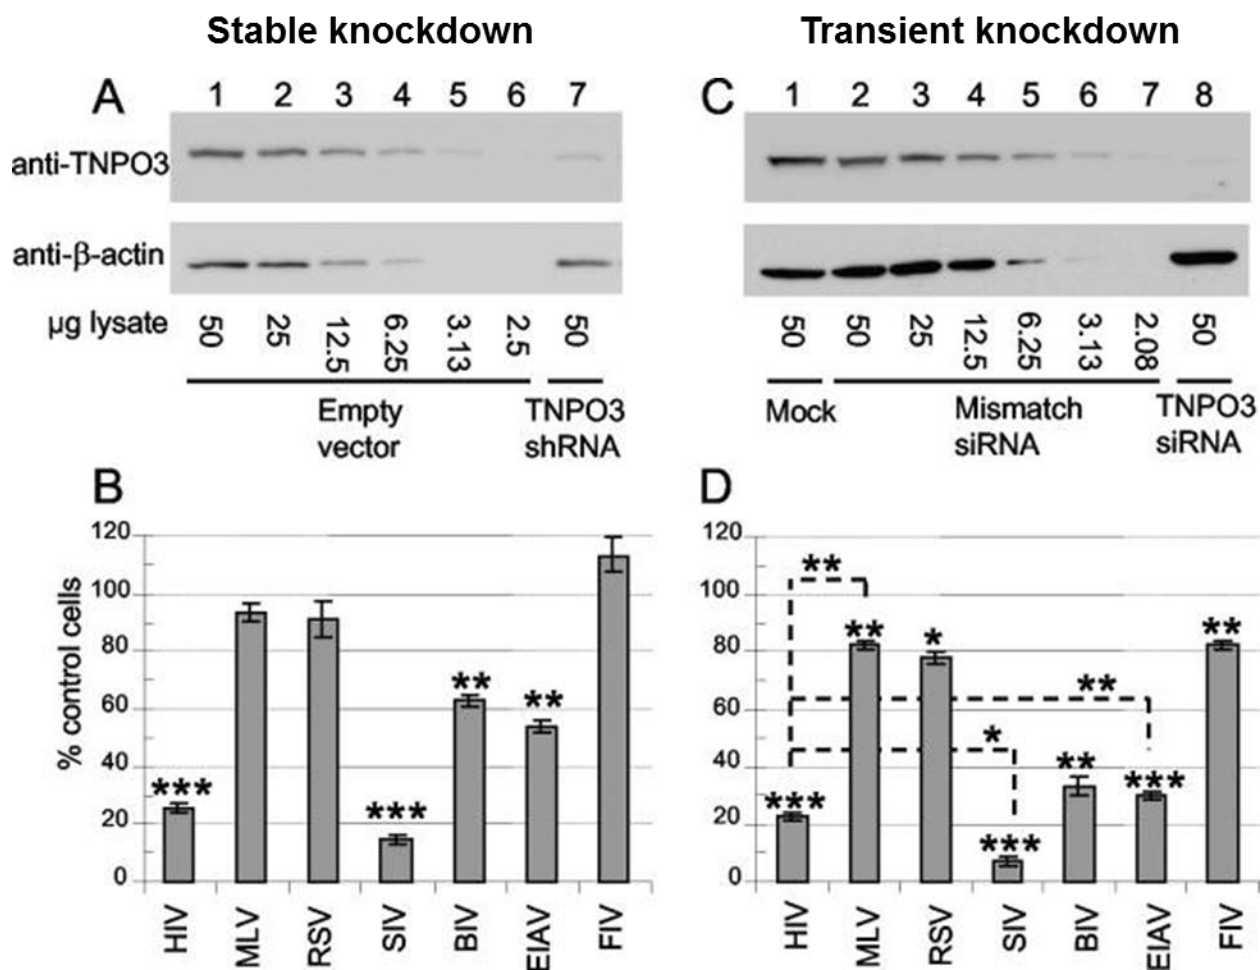 Stable knockdown
Transient knockdown
A
1 2 3 4 5 6 7
anti-TNPO3
anti-β-actin
µg lysate
50 25 12.5 6.25 3.13 2.5 50
Empty vector
TNPO3 shRNA
C
1 2 3 4 5 6 7 8
50 50 25 12.5 6.25 3.13 2.08 50
Mock
Mismatch siRNA
TNPO3 siRNA
B
% control cells
120
100
80
60
40
20
0
***
***
**
**
HIV MLV RSV SIV BIV EIAV FIV
D
120
100
80
60
40
20
0
**
**
*
**
**
*
**
***
***
***
HIV MLV RSV SIV BIV EIAV FIV